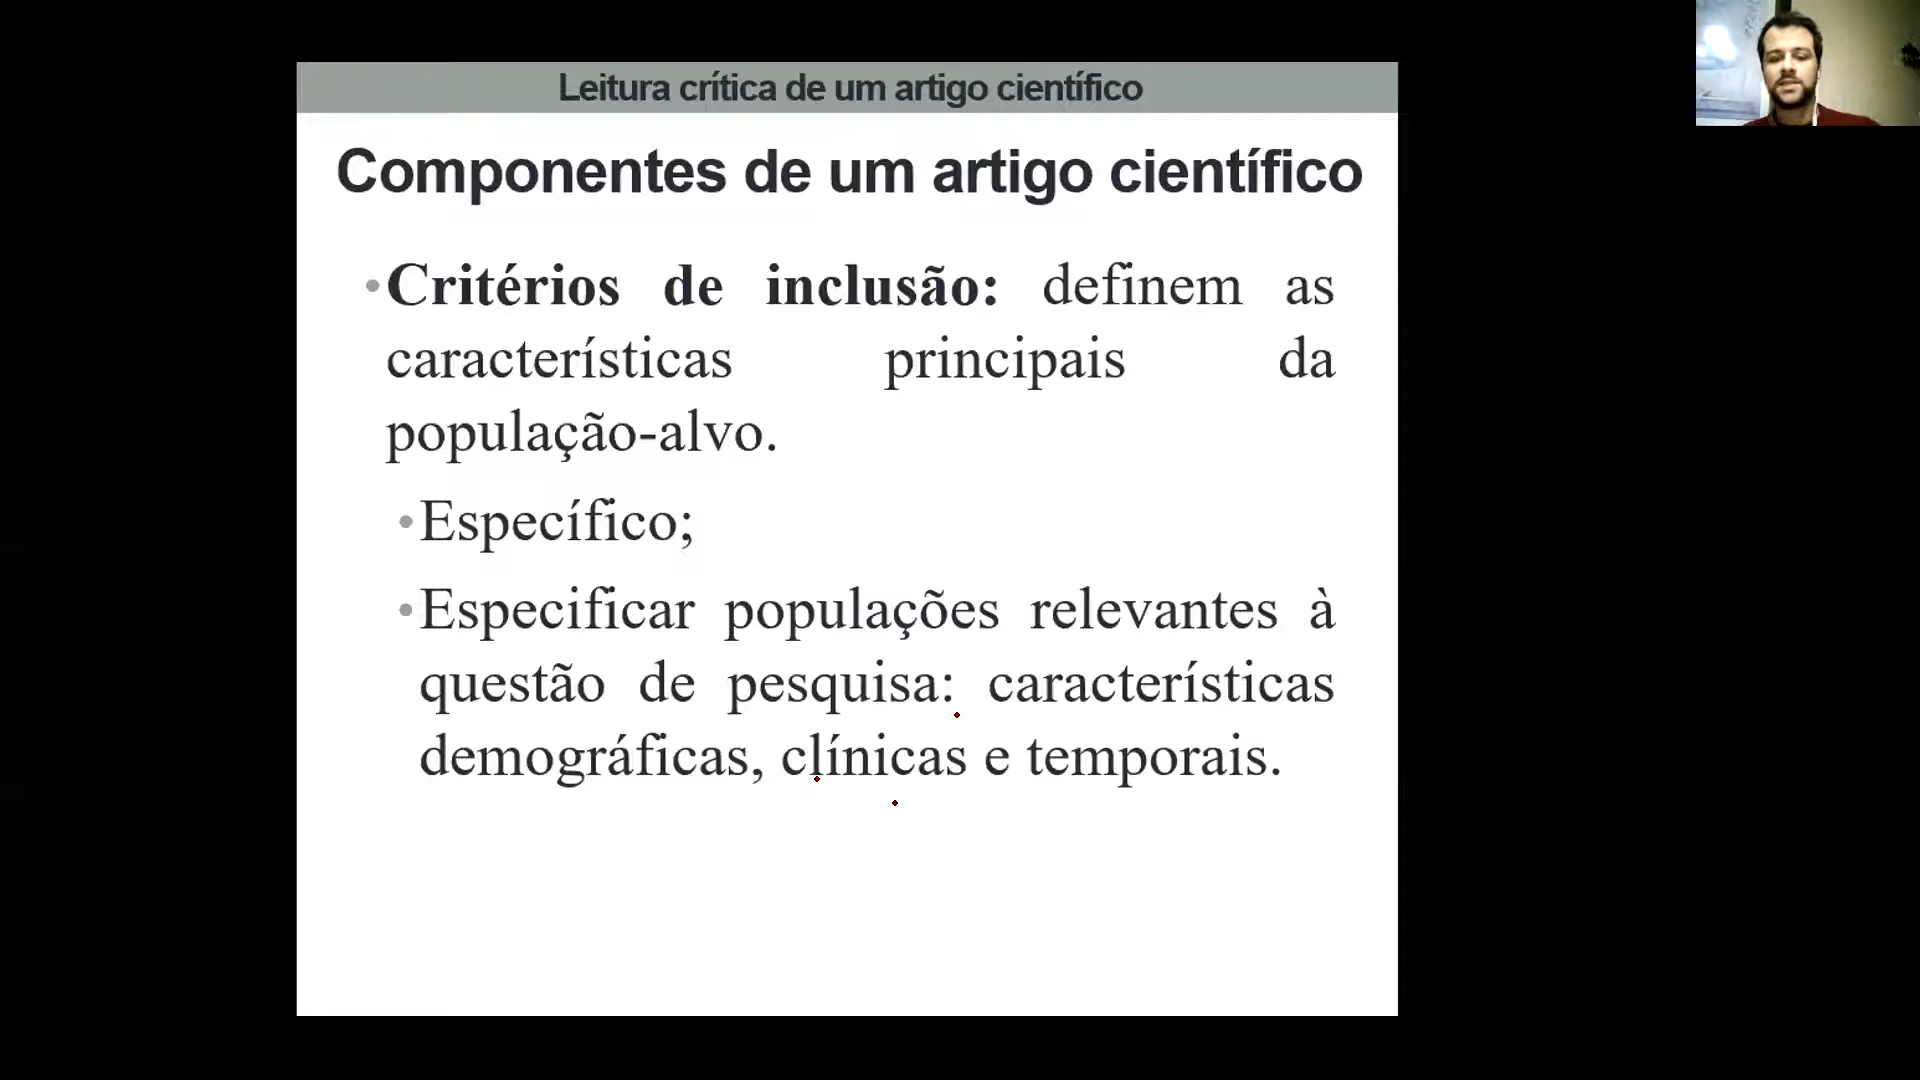 Leitura crítica de um artigo científico
Componentes de um artigo científico
•Critérios de inclusão: definem as
características principais da
população-alvo.
•Específico;
•Especificar populações relevantes à
questão de pesquisa: características
demográficas, clínicas e temporais.